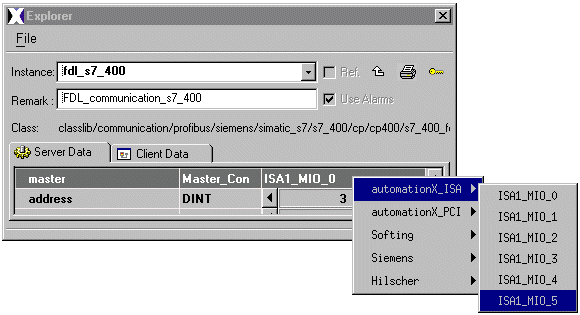 Explorer
File
Instance: fdl_s7_400 Ref.
Remark : FDL_communication_s7_400 Use Alarms
Class: classlib/communication/profibus/siemens/simatic_s7/s7_400/cp/cp400/s7_400_f
Server Data Client Data
master Master_Con ISA1_MIO_0
address DINT 3
automationX_ISA
automationX_PCI
Softing
Siemens
Hilscher
ISA1_MIO_0
ISA1_MIO_1
ISA1_MIO_2
ISA1_MIO_3
ISA1_MIO_4
ISA1_MIO_5